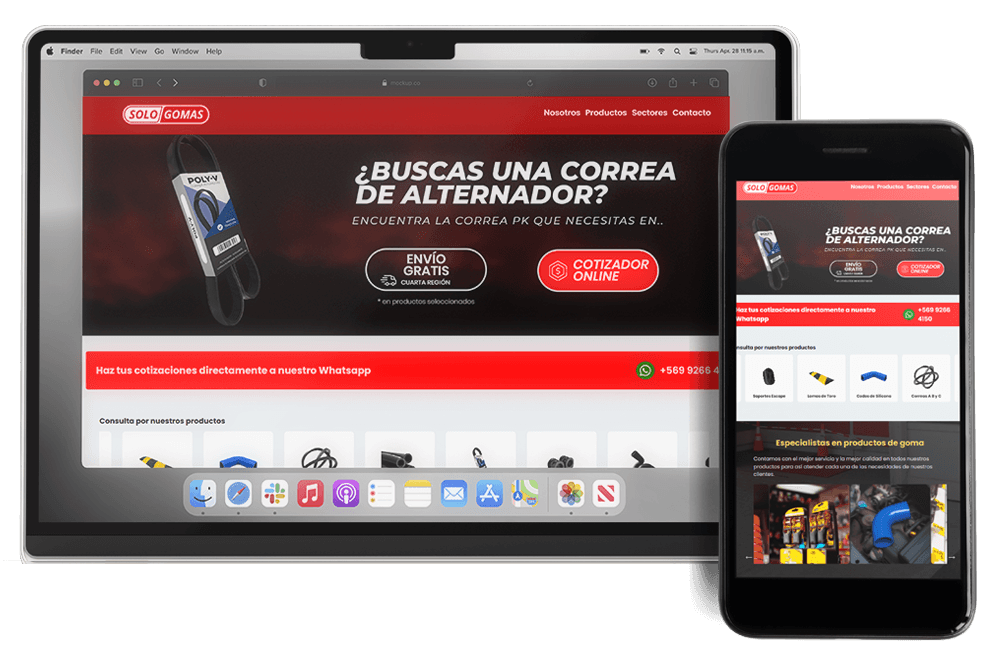 Finder File Edit View Go Window Help
Thurs Apr. 28 11:15 a.m.
SOLO GOMAS
Nosotros Productos Sectores Contacto
POLY-V
¿BUSCAS UNA CORREA
DE ALTERNADOR?
ENCUENTRA LA CORREA PK QUE NECESITAS EN..
ENVÍO
GRATIS
CUARTA REGIÓN
* en productos seleccionados
COTIZADOR
ONLINE
Haz tus cotizaciones directamente a nuestro Whatsapp
+569 9266 4
Consulta por nuestros productos
SOLO GOMAS
Nosotros Productos Sectores Contacto
POLY-V
¿BUSCAS UNA CORREA
DE ALTERNADOR?
ENCUENTRA LA CORREA PK QUE NECESITAS EN..
ENVÍO
GRATIS
CUARTA REGIÓN
COTIZADOR
ONLINE
Haz tus cotizaciones directamente a nuestro
Whatsapp
+569 9266
4150
nsulta por nuestros productos
Soportes Escape
Lomos de Toro
Codos de Silicona
Correas A B y C
Especialistas en productos de goma
Contamos con el mejor servicio y la mejor calidad en todos nuestros
productos para así atender cada una de las necesidades de nuestros
clientes.